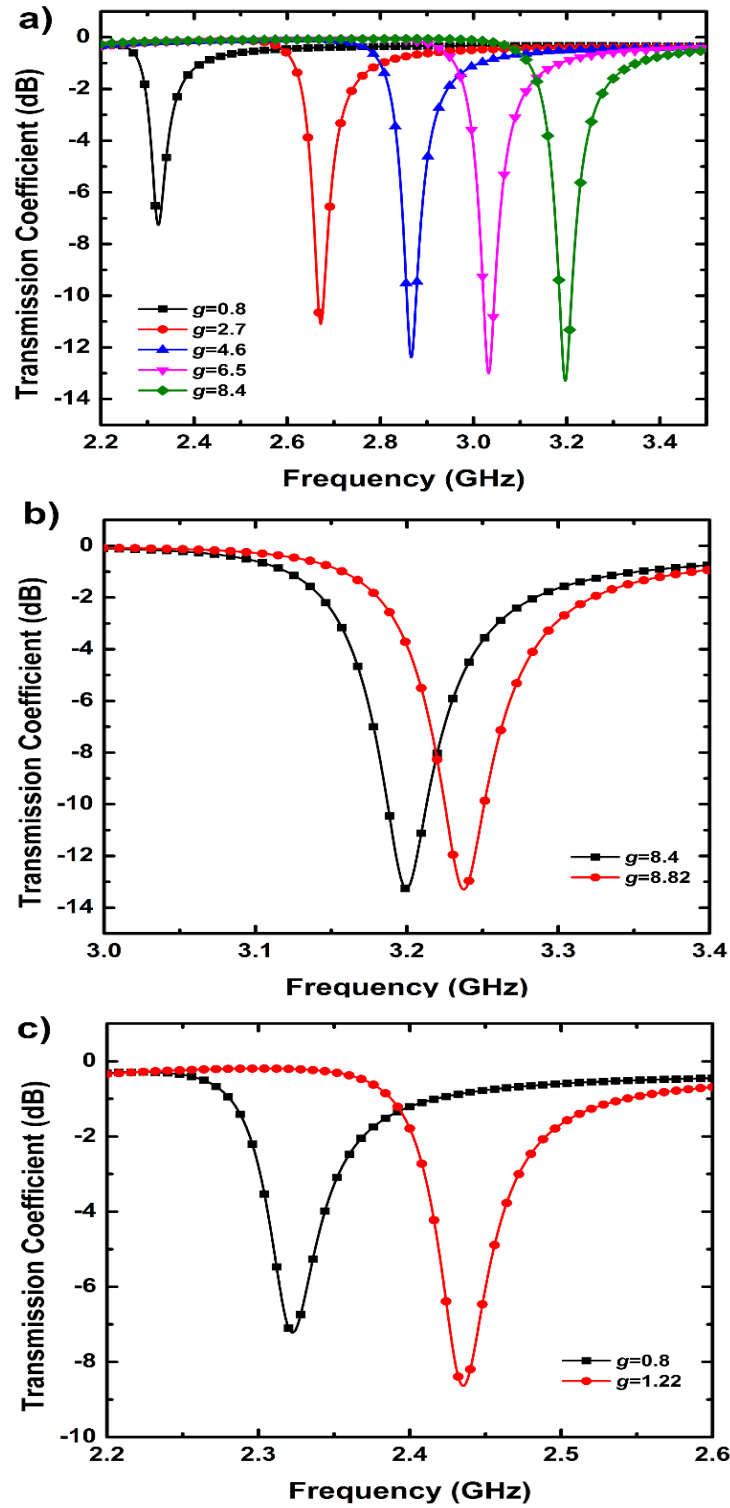 a)
0
-2
-4
-6
-8
-10
-12
-14
Transmission Coefficient (dB)
g=0.8
g=2.7
g=4.6
g=6.5
g=8.4
2.2 2.4 2.6 2.8 3.0 3.2 3.4
Frequency (GHz)
b)
0
-2
-4
-6
-8
-10
-12
-14
Transmission Coefficient (dB)
g=8.4
g=8.82
3.0 3.1 3.2 3.3 3.4
Frequency (GHz)
c)
0
-2
-4
-6
-8
-10
Transmission Coefficient (dB)
g=0.8
g=1.22
2.2 2.3 2.4 2.5 2.6
Frequency (GHz)